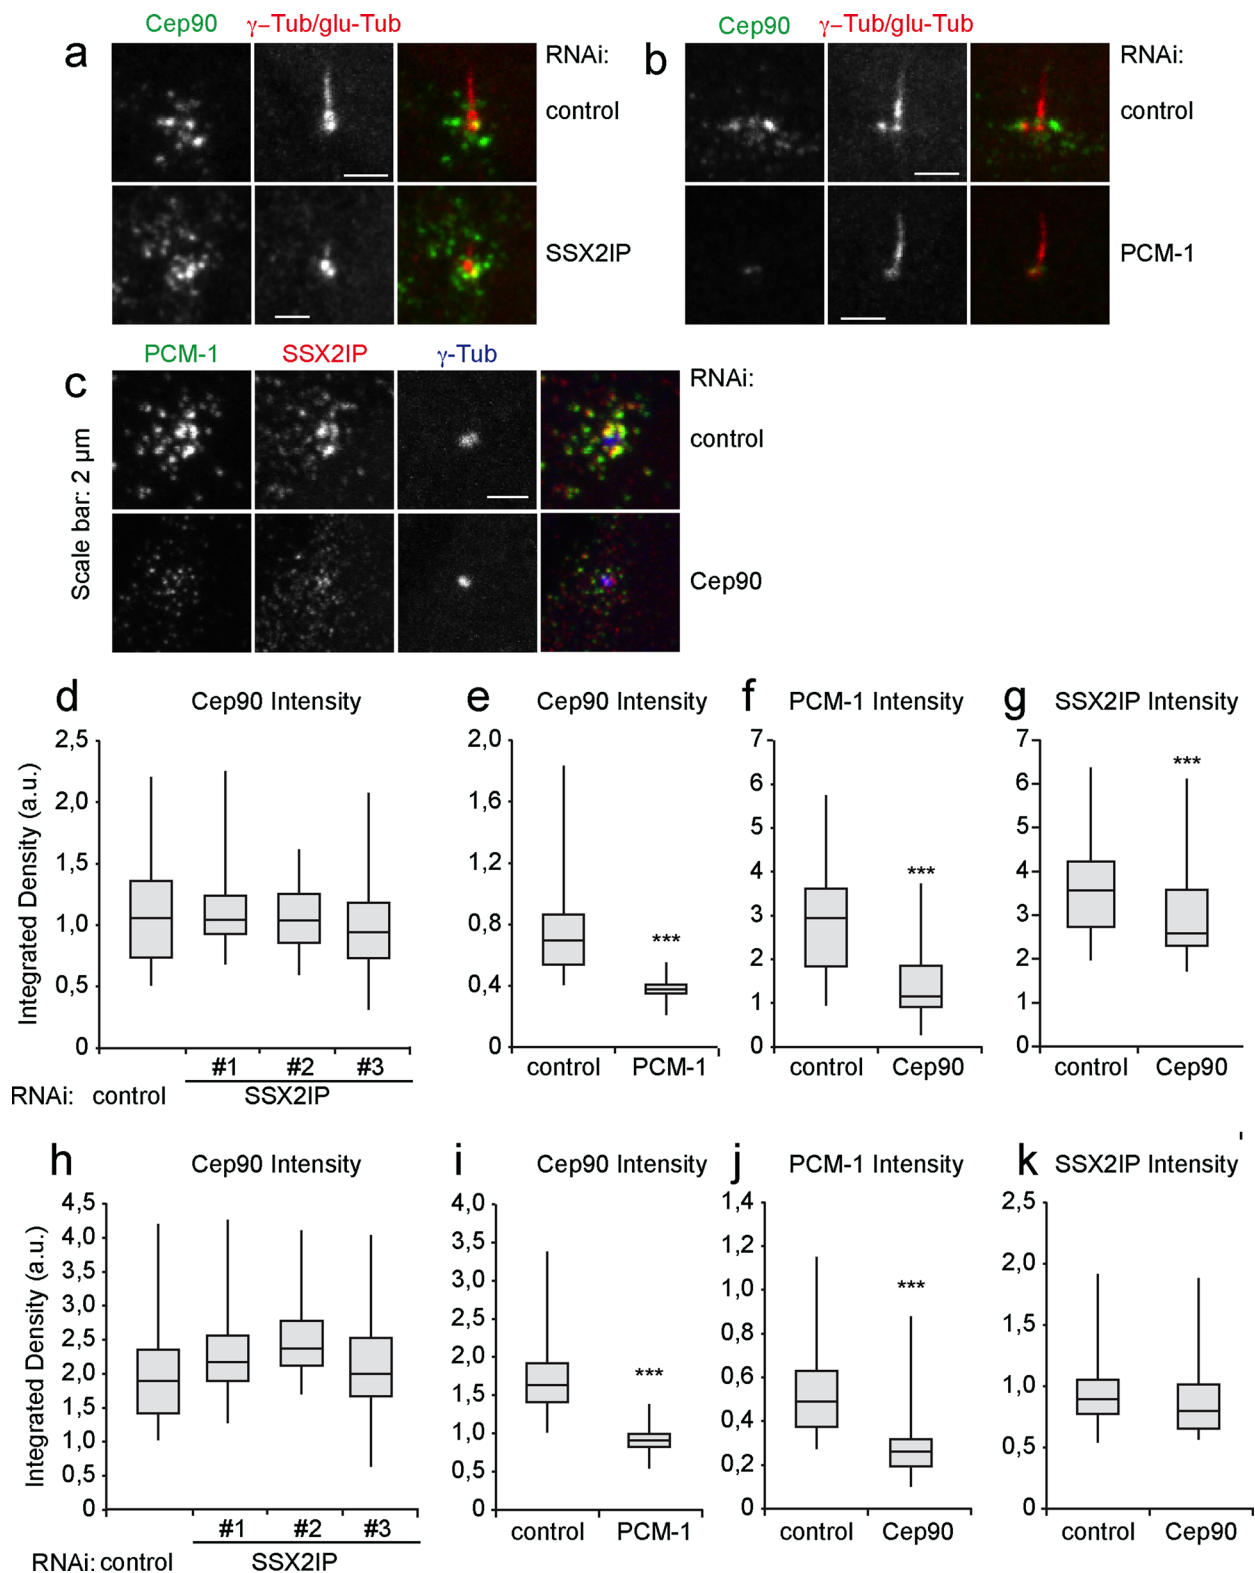 Cep90 γ–Tub/glu-Tub
a
RNAi:
control
SSX2IP
Cep90 γ–Tub/glu-Tub
b
RNAi:
control
PCM-1
PCM-1 SSX2IP γ-Tub
c
RNAi:
control
Cep90
Scale bar: 2 µm
d Cep90 Intensity
Integrated Density (a.u.)
2,5
2,0
1,5
1,0
0,5
0
#1 #2 #3
RNAi: control SSX2IP
e Cep90 Intensity
2,0
1,6
1,2
0,8
0,4
0
***
control PCM-1
f PCM-1 Intensity
7
6
5
4
3
2
1
0
***
control Cep90
g SSX2IP Intensity
7
6
5
4
3
2
1
0
***
control Cep90
h Cep90 Intensity
Integrated Density (a.u.)
4,5
4,0
3,5
3,0
2,5
2,0
1,5
1,0
0,5
0
#1 #2 #3
RNAi: control SSX2IP
i Cep90 Intensity
4,0
3,5
3,0
2,5
2,0
1,5
1,0
0,5
0
***
control PCM-1
j PCM-1 Intensity
1,4
1,2
1,0
0,8
0,6
0,4
0,2
0
***
control Cep90
k SSX2IP Intensity
2,5
2,0
1,5
1,0
0,5
0
control Cep90